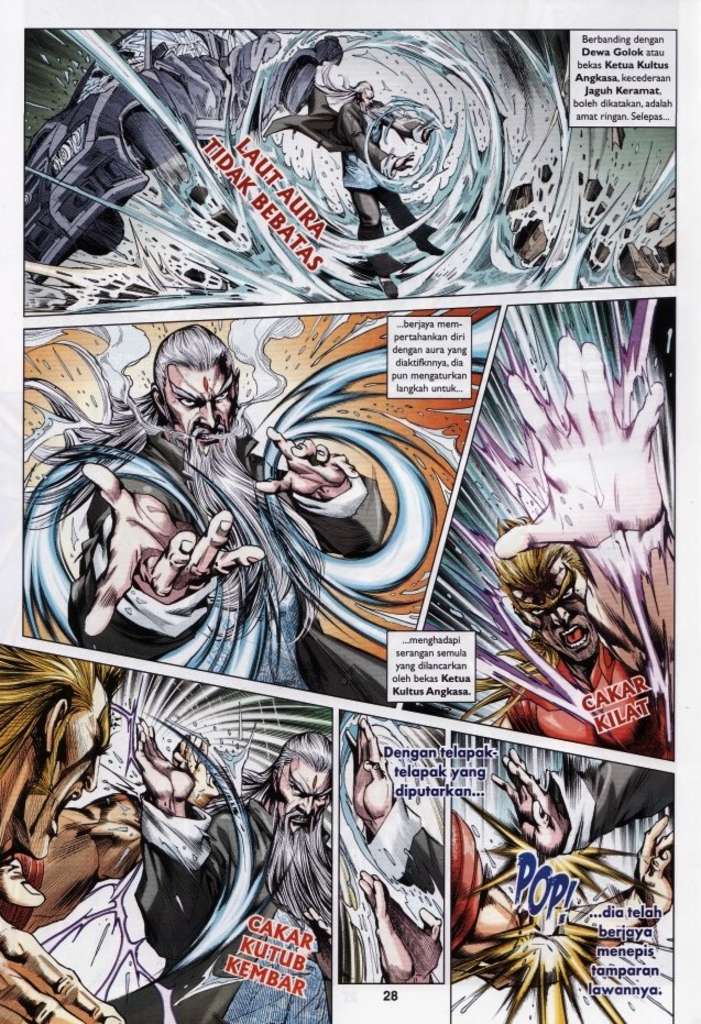 Berbanding dengan
Dewa Golok atau
bekas Ketua Kultus
Angkasa, kecederaan
Jaguh Keramat,
boleh dikatakan, adalah
amat ringan. Selepas...
LAUT AURA
TIDAK BEBATAS
...berjaya mem-
pertahankan diri
dengan aura yang
diaktifknnya, dia
pun mengaturkan
langkah untuk...
...menghadapi
serangan semula
yang dilancarkan
oleh bekas Ketua
Kultus Angkasa.
CAKAR
KILAT
CAKAR
KUTUB
KEMBAR
Dengan telapak-
telapak yang
diputarkan...
POP!
...dia telah
berjaya
menepis
tamparan
lawannya.
28